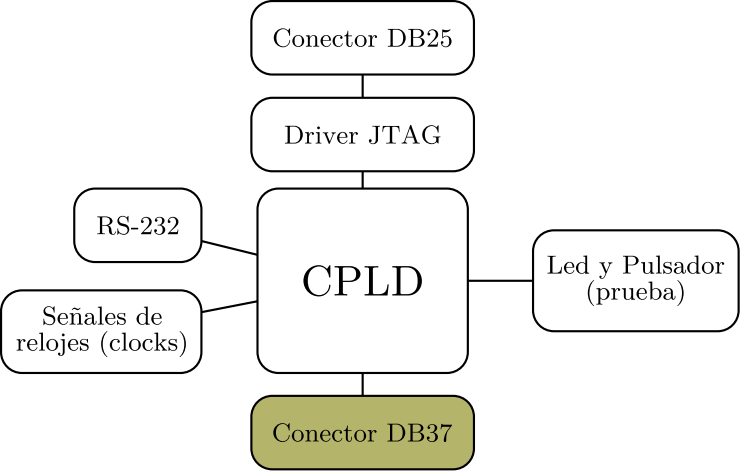 Conector DB25
Driver JTAG
RS-232
CPLD
Led y Pulsador
(prueba)
Señales de
relojes (clocks)
Conector DB37